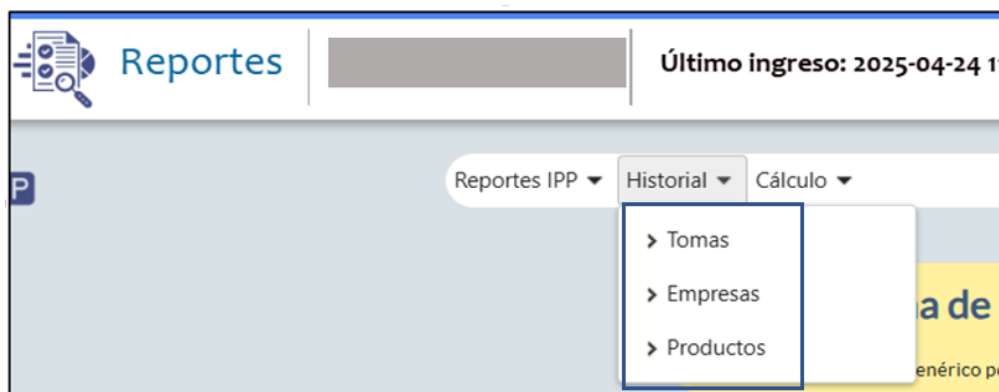 Reportes
Último ingreso: 2025-04-24
P
Reportes IPP Historial Cálculo
Tomas
Empresas
Productos
a de
enérico